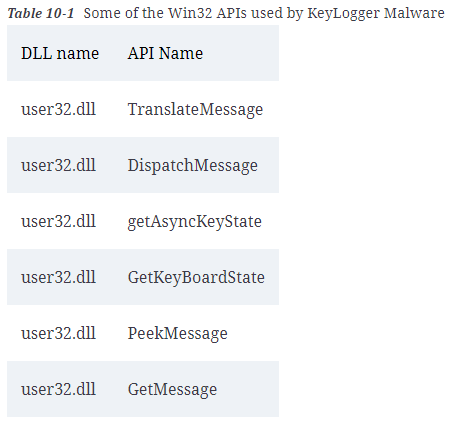 Table 10-1 Some of the Win32 APIs used by KeyLogger Malware
DLL name API Name
user32.dll TranslateMessage
user32.dll DispatchMessage
user32.dll getAsyncKeyState
user32.dll GetKeyBoardState
user32.dll PeekMessage
user32.dll GetMessage